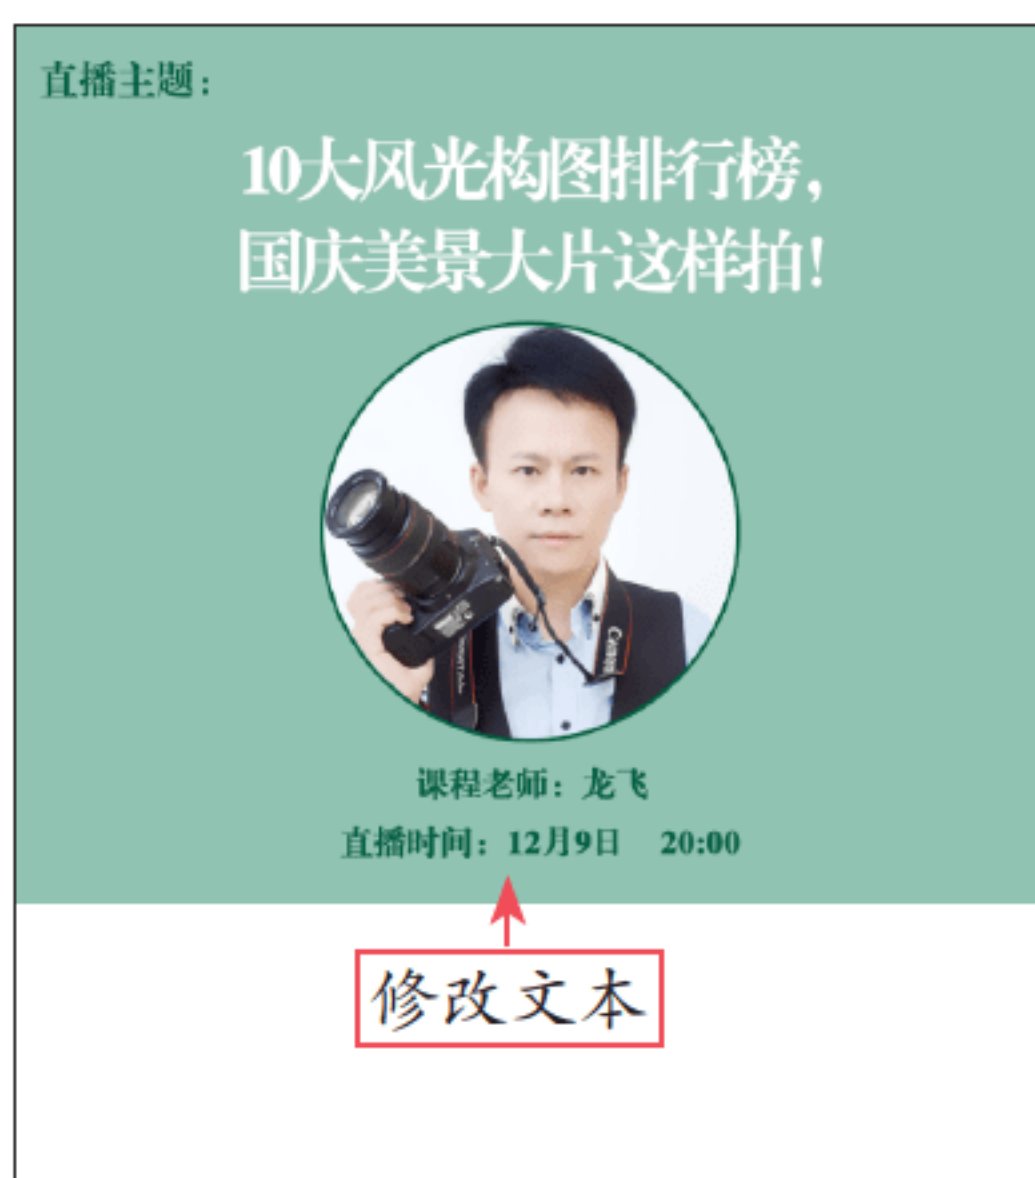 直播主题：
10大风光构图排行榜，
国庆美景大片这样拍！
Canon
课程老师：龙飞
直播时间：12月9日 20:00
修改文本